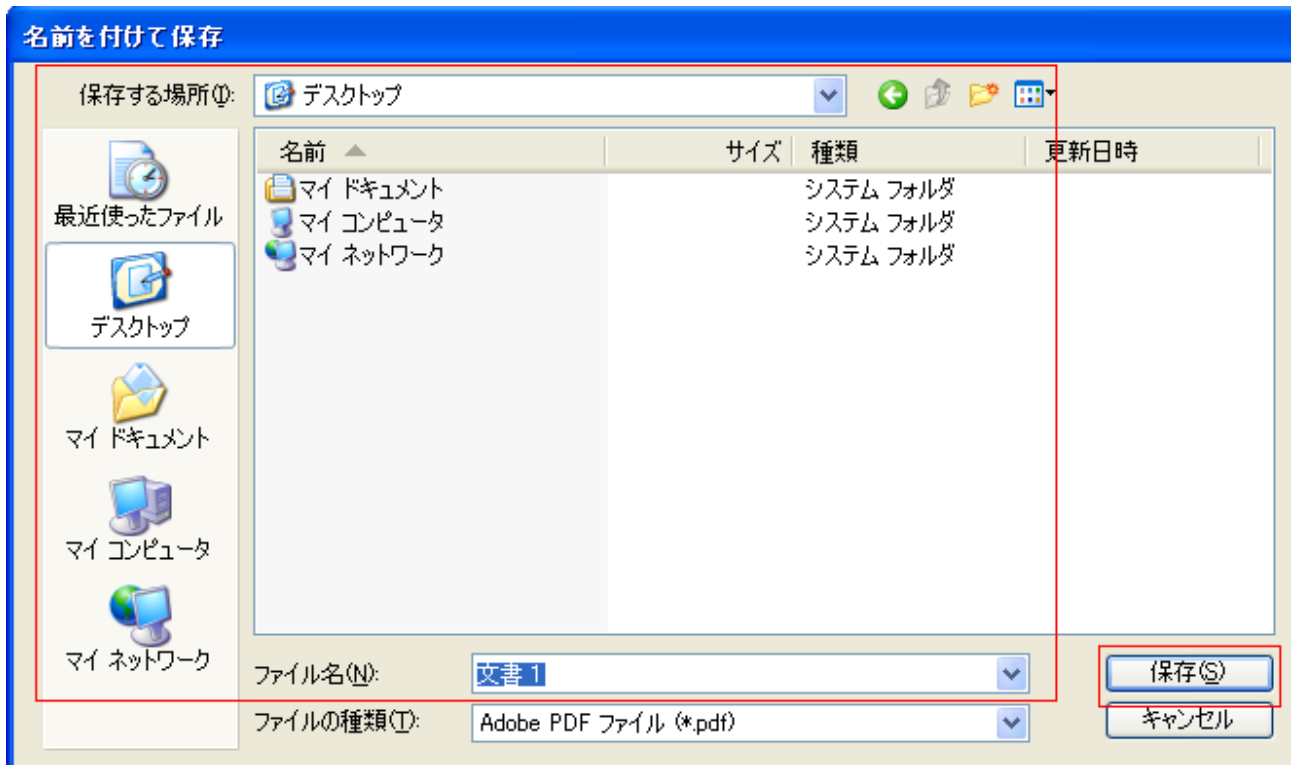 名前を付けて保存
保存する場所(I): デスクトップ
名前 サイズ 種類 更新日時
マイ ドキュメント システム フォルダ
マイ コンピュータ システム フォルダ
マイ ネットワーク システム フォルダ
最近使ったファイル
デスクトップ
マイ ドキュメント
マイ コンピュータ
マイ ネットワーク
ファイル名(N): 文書 1 保存(S)
ファイルの種類(T): Adobe PDF ファイル (*.pdf) キャンセル